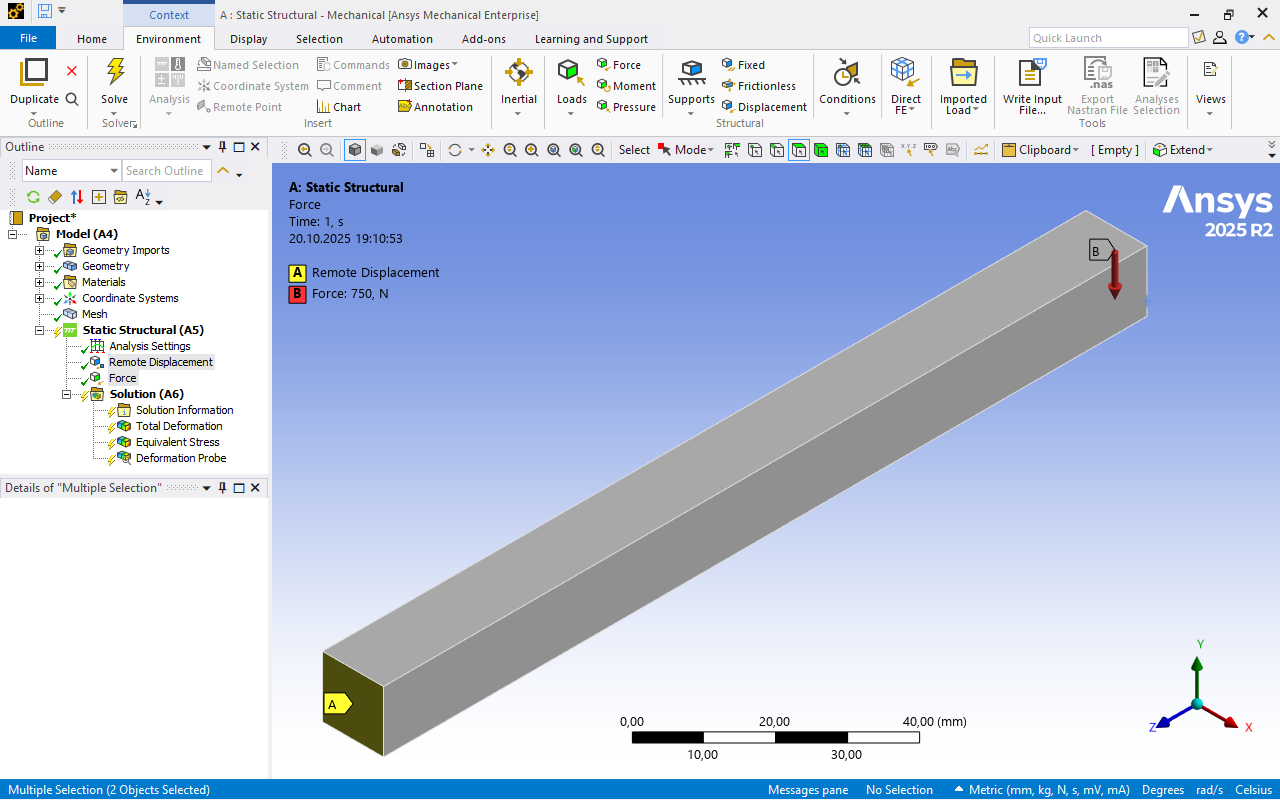 Context
A : Static Structural - Mechanical [Ansys Mechanical Enterprise]
File Home Environment Display Selection Automation Add-ons Learning and Support
Quick Launch
Duplicate
Outline
Solve
Solver
Analysis
Named Selection
Coordinate System
Remote Point
Commands
Comment
Chart
Images
Section Plane
Annotation
Insert
Inertial
Loads
Force
Moment
Pressure
Supports
Fixed
Frictionless
Displacement
Structural
Conditions
Direct
FE
Imported
Load
Write Input
File...
.nas
Export
Nastran File
Analyses
Selection
Tools
Views
Outline
Name
Search Outline
Select Mode Clipboard [ Empty ] Extend
Project*
Model (A4)
Geometry Imports
Geometry
Materials
Coordinate Systems
Mesh
Static Structural (A5)
Analysis Settings
Remote Displacement
Force
Solution (A6)
Solution Information
Total Deformation
Equivalent Stress
Deformation Probe
Details of "Multiple Selection"
A: Static Structural
Force
Time: 1, s
20.10.2025 19:10:53
A Remote Displacement
B Force: 750, N
Ansys
2025 R2
B
A
0,00 20,00 40,00 (mm)
10,00 30,00
Y
Z
X
Multiple Selection (2 Objects Selected) Messages pane No Selection Metric (mm, kg, N, s, mV, mA) Degrees rad/s Celsius